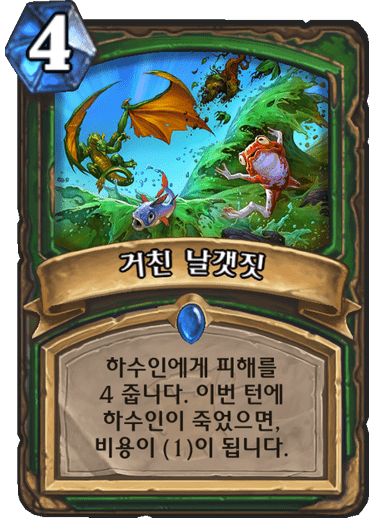 4
거친 날갯짓
하수인에게 피해를
4 줍니다. 이번 턴에
하수인이 죽었으면,
비용이 (1)이 됩니다.